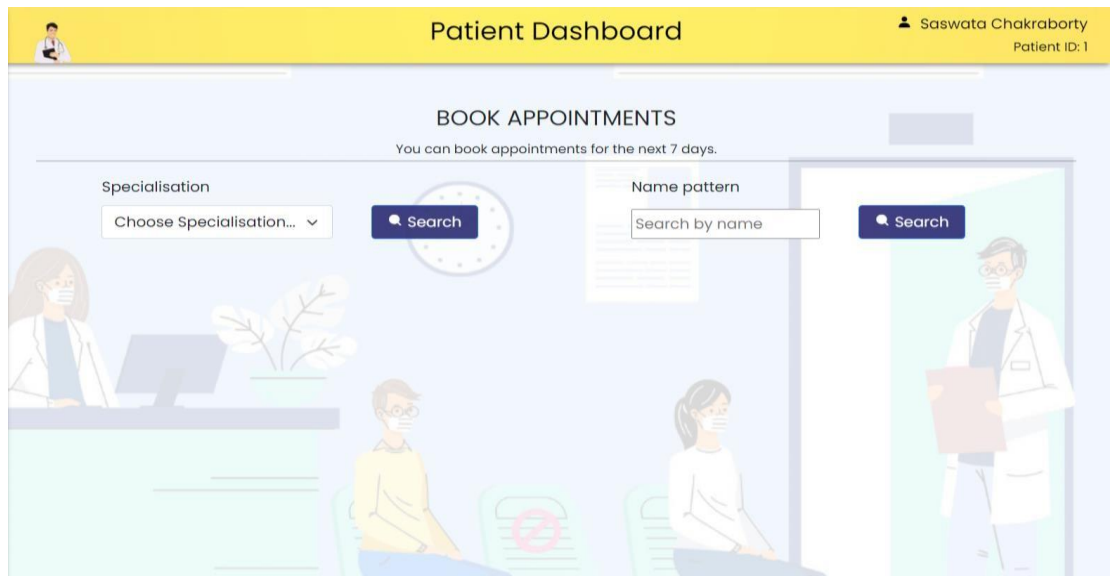 Patient Dashboard
Saswata Chakraborty
Patient ID: 1
BOOK APPOINTMENTS
You can book appointments for the next 7 days.
Specialisation
Name pattern
Choose Specialisation...
Search
Search by name
Search